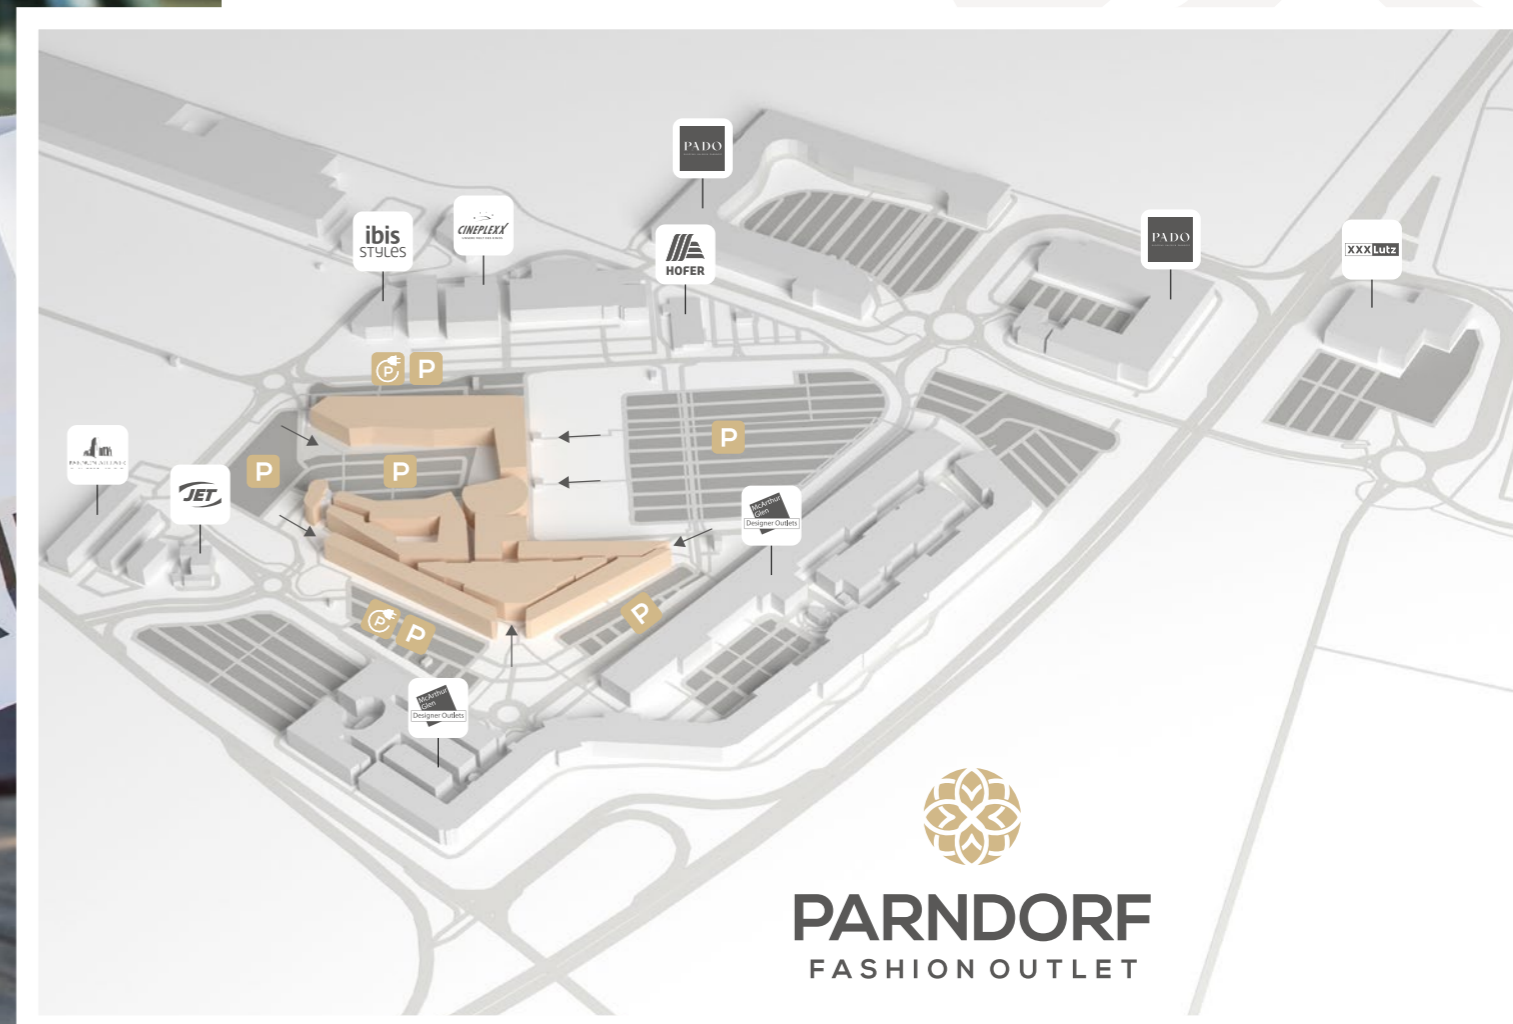 PADO
ibis
STYLES
CINEPLEXX
HOFER
PADO
XXXLutz
P
P
P
P
P
JET
McArthur
Glen
Designer Outlets
P
P
P
McArthur
Glen
Designer Outlets
PARNDORF
FASHION OUTLET